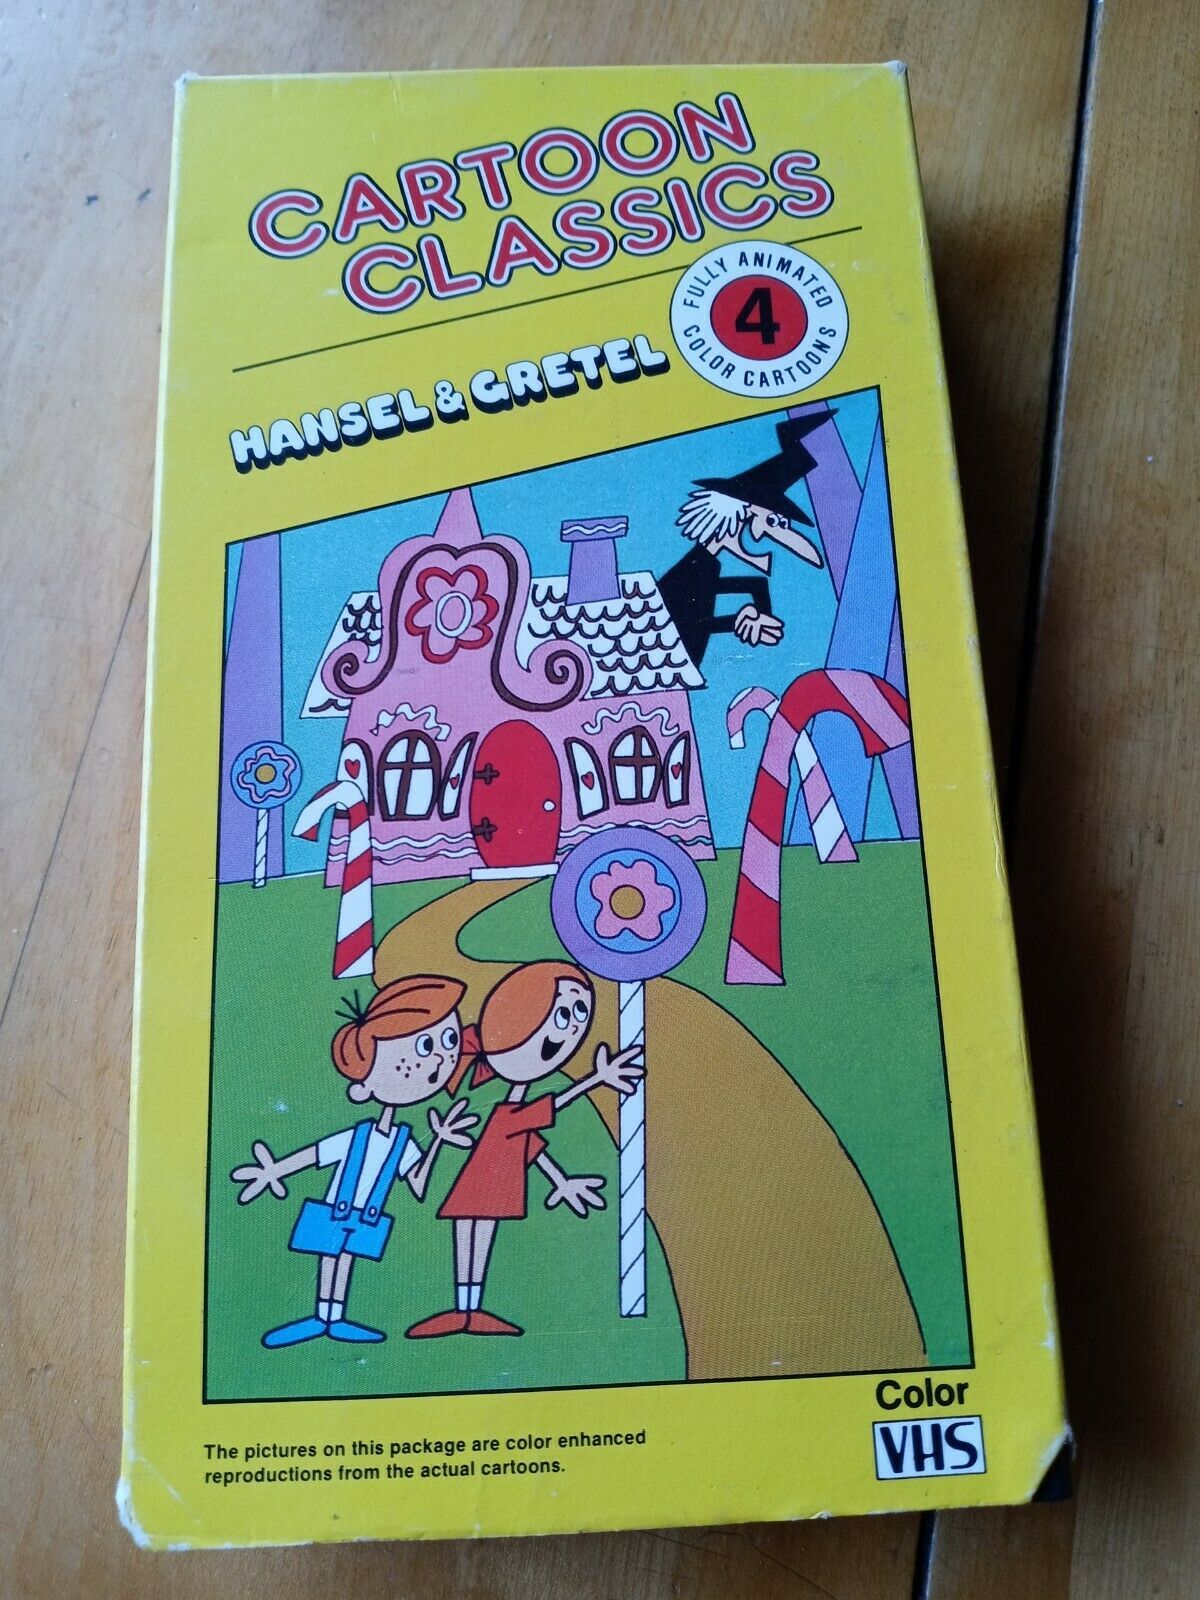 CARTOON
CLASSICS
FULLY ANIMATED
4
COLOR CARTOONS
HANSEL & GRETEL
Color
VHS
The pictures on this package are color enhanced
reproductions from the actual cartoons.